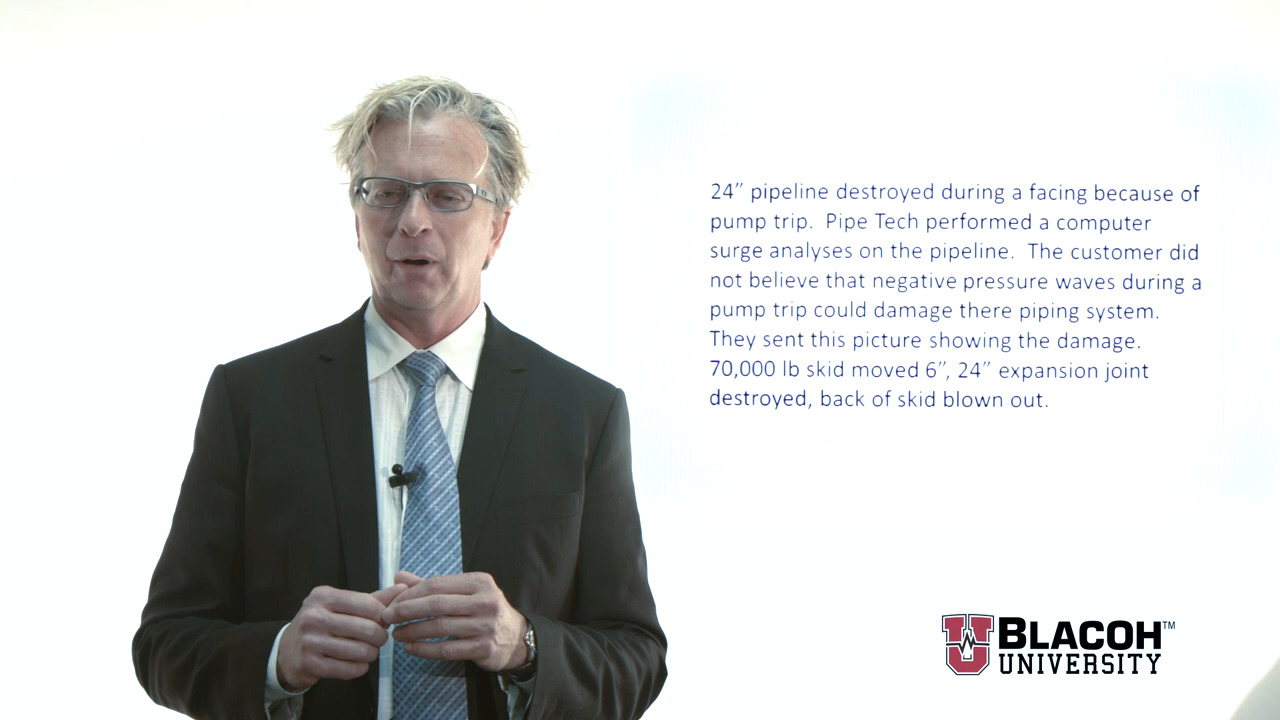 24” pipeline destroyed during a facing because of
pump trip.  Pipe Tech performed a computer
surge analyses on the pipeline.  The customer did
not believe that negative pressure waves during a
pump trip could damage there piping system.
They sent this picture showing the damage.
70,000 lb skid moved 6”, 24” expansion joint
destroyed, back of skid blown out.
U BLACOH™
UNIVERSITY